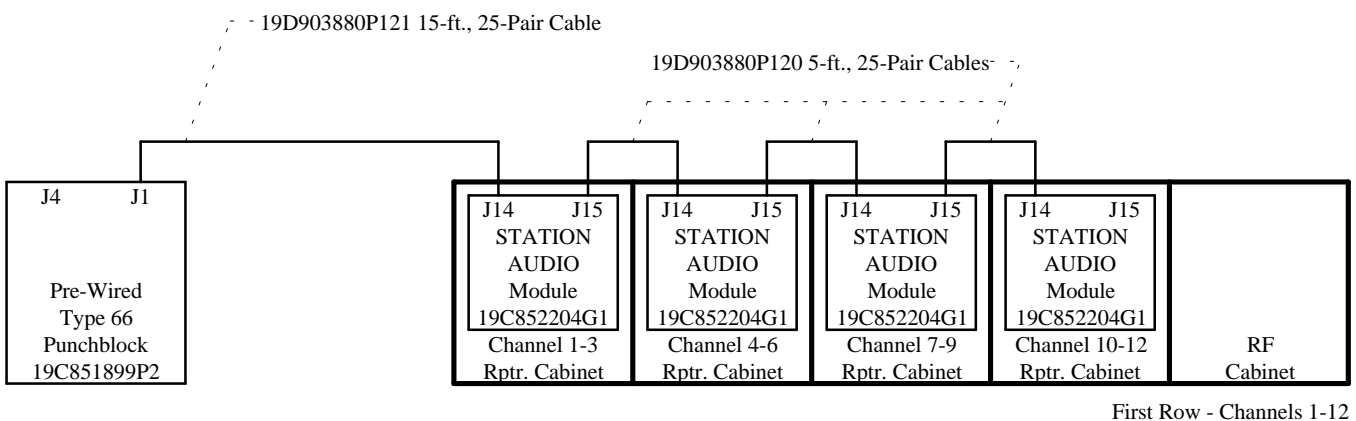 19D903880P121 15-ft., 25-Pair Cable
19D903880P120 5-ft., 25-Pair Cables
J4 J1
Pre-Wired
Type 66
Punchblock
19C851899P2
J14 J15
STATION
AUDIO
Module
19C852204G1
Channel 1-3
Rptr. Cabinet
J14 J15
STATION
AUDIO
Module
19C852204G1
Channel 4-6
Rptr. Cabinet
J14 J15
STATION
AUDIO
Module
19C852204G1
Channel 7-9
Rptr. Cabinet
J14 J15
STATION
AUDIO
Module
19C852204G1
Channel 10-12
Rptr. Cabinet
RF
Cabinet
First Row - Channels 1-12